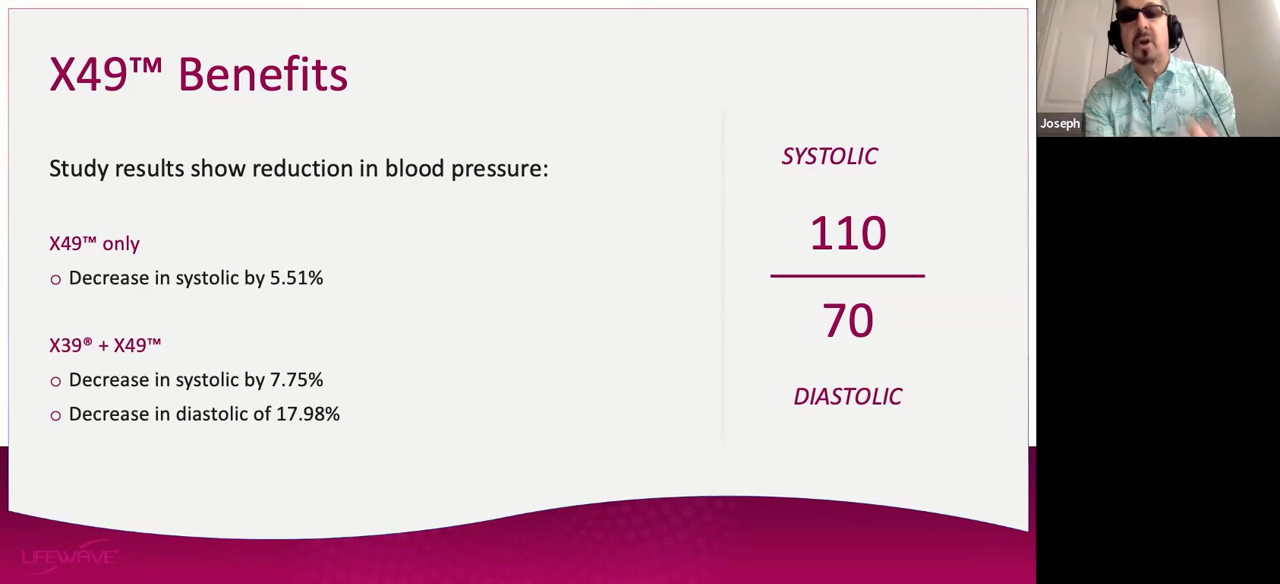 X49™ Benefits
Study results show reduction in blood pressure:
X49™ only
○ Decrease in systolic by 5.51%
X39® + X49™
○ Decrease in systolic by 7.75%
○ Decrease in diastolic of 17.98%
SYSTOLIC
110
70
DIASTOLIC
Joseph
LIFEWAVE